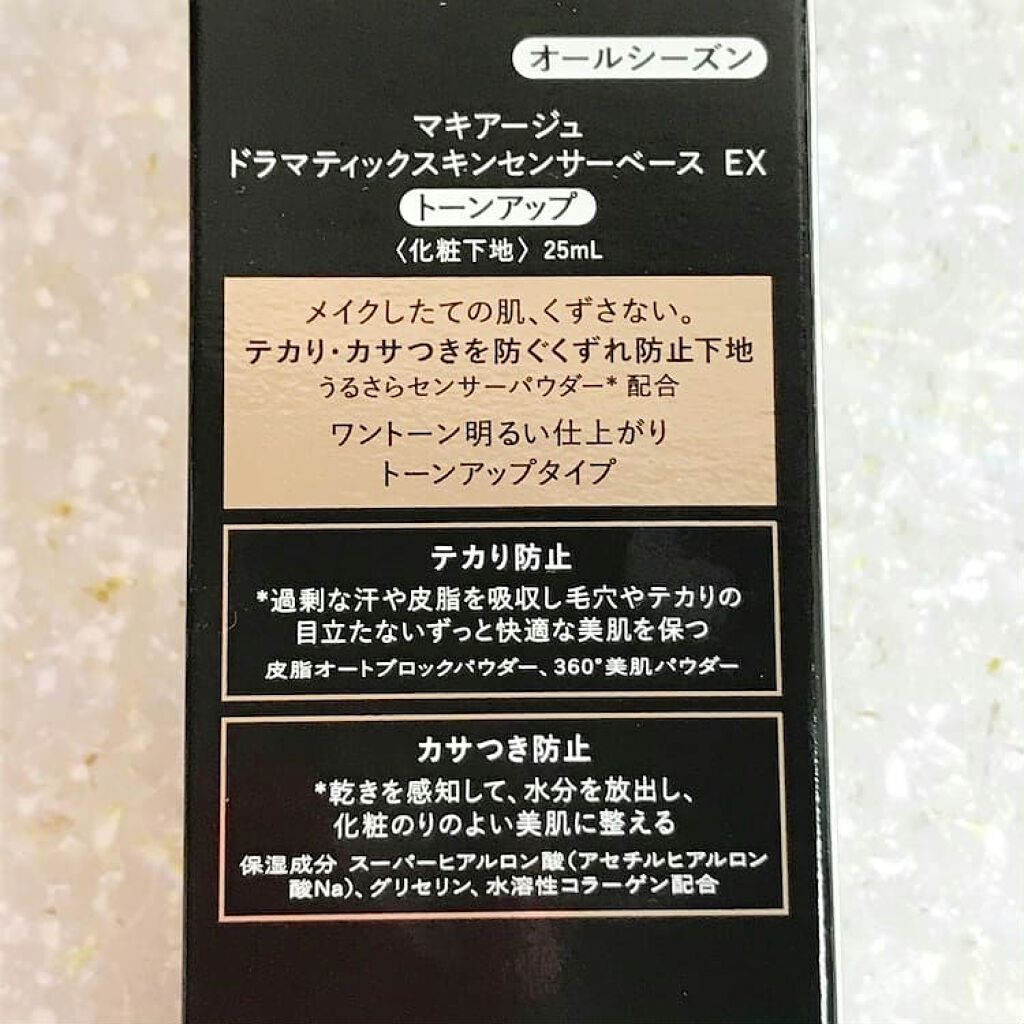 オールシーズン
マキアージュ
ドラマティックスキンセンサーベース EX
トーンアップ
〈化粧下地〉25mL
メイクしたての肌、くずさない。
テカり・カサつきを防ぐくずれ防止下地
うるさらセンサーパウダー* 配合
ワントーン明るい仕上がり
トーンアップタイプ
テカり防止
*過剰な汗や皮脂を吸収し毛穴やテカりの
目立たないずっと快適な美肌を保つ
皮脂オートブロックパウダー、360°美肌パウダー
カサつき防止
*乾きを感知して、水分を放出し、
化粧のりのよい美肌に整える
保湿成分 スーパーヒアルロン酸（アセチルヒアルロン
酸Na）、グリセリン、水溶性コラーゲン配合